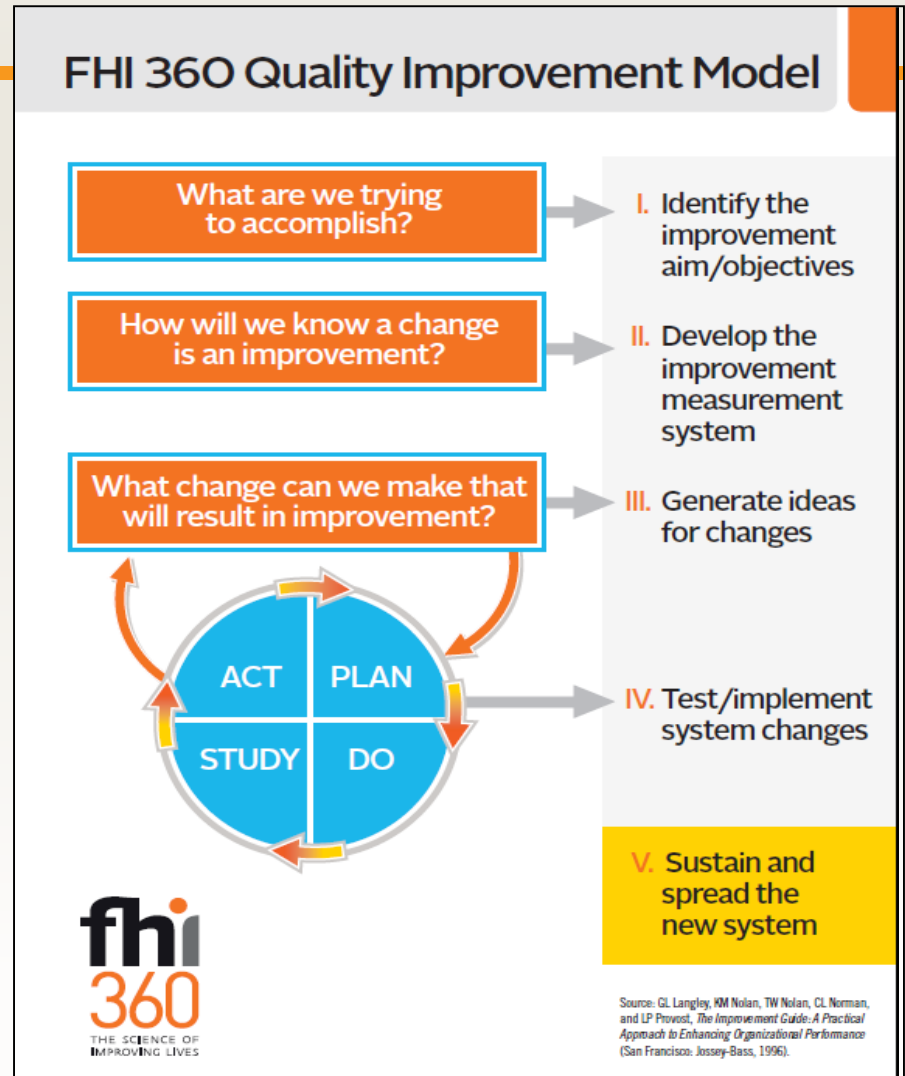 FHI 360 Quality Improvement Model
What are we trying
to accomplish?
I. Identify the
improvement
aim/objectives
How will we know a change
is an improvement?
II. Develop the
improvement
measurement
system
What change can we make that
will result in improvement?
III. Generate ideas
for changes
ACT
PLAN
STUDY
DO
IV. Test/implement
system changes
V. Sustain and
spread the
new system
fhi
360
THE SCIENCE OF
IMPROVING LIVES
Source: GL Langley, KM Nolan, TW Nolan, CL Norman,
and LP Provost, The Improvement Guide: A Practical
Approach to Enhancing Organizational Performance
(San Francisco: Jossey-Bass, 1996).